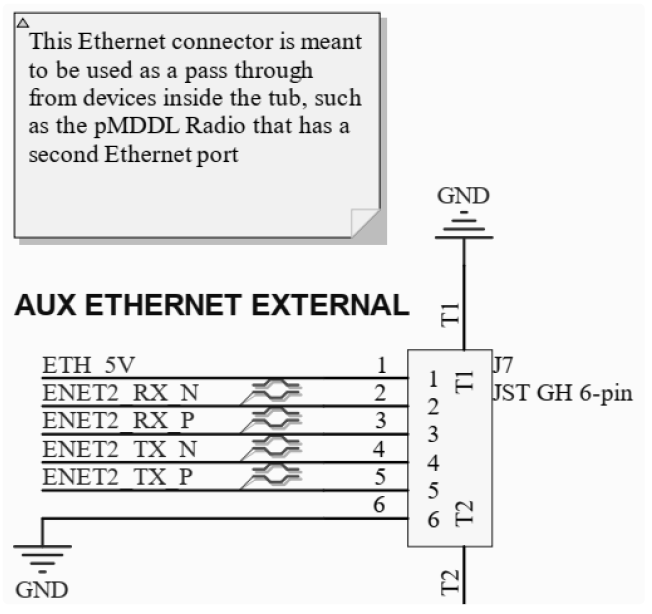 This Ethernet connector is meant
to be used as a pass through
from devices inside the tub, such
as the pMDDL Radio that has a
second Ethernet port
GND
AUX ETHERNET EXTERNAL
T1
ETH_5V 1 1 T1 J7
ENET2_RX_N 2 2 JST GH 6-pin
ENET2_RX_P 3 3
ENET2_TX_N 4 4
ENET2_TX_P 5 5
6 6 T2
GND
T2